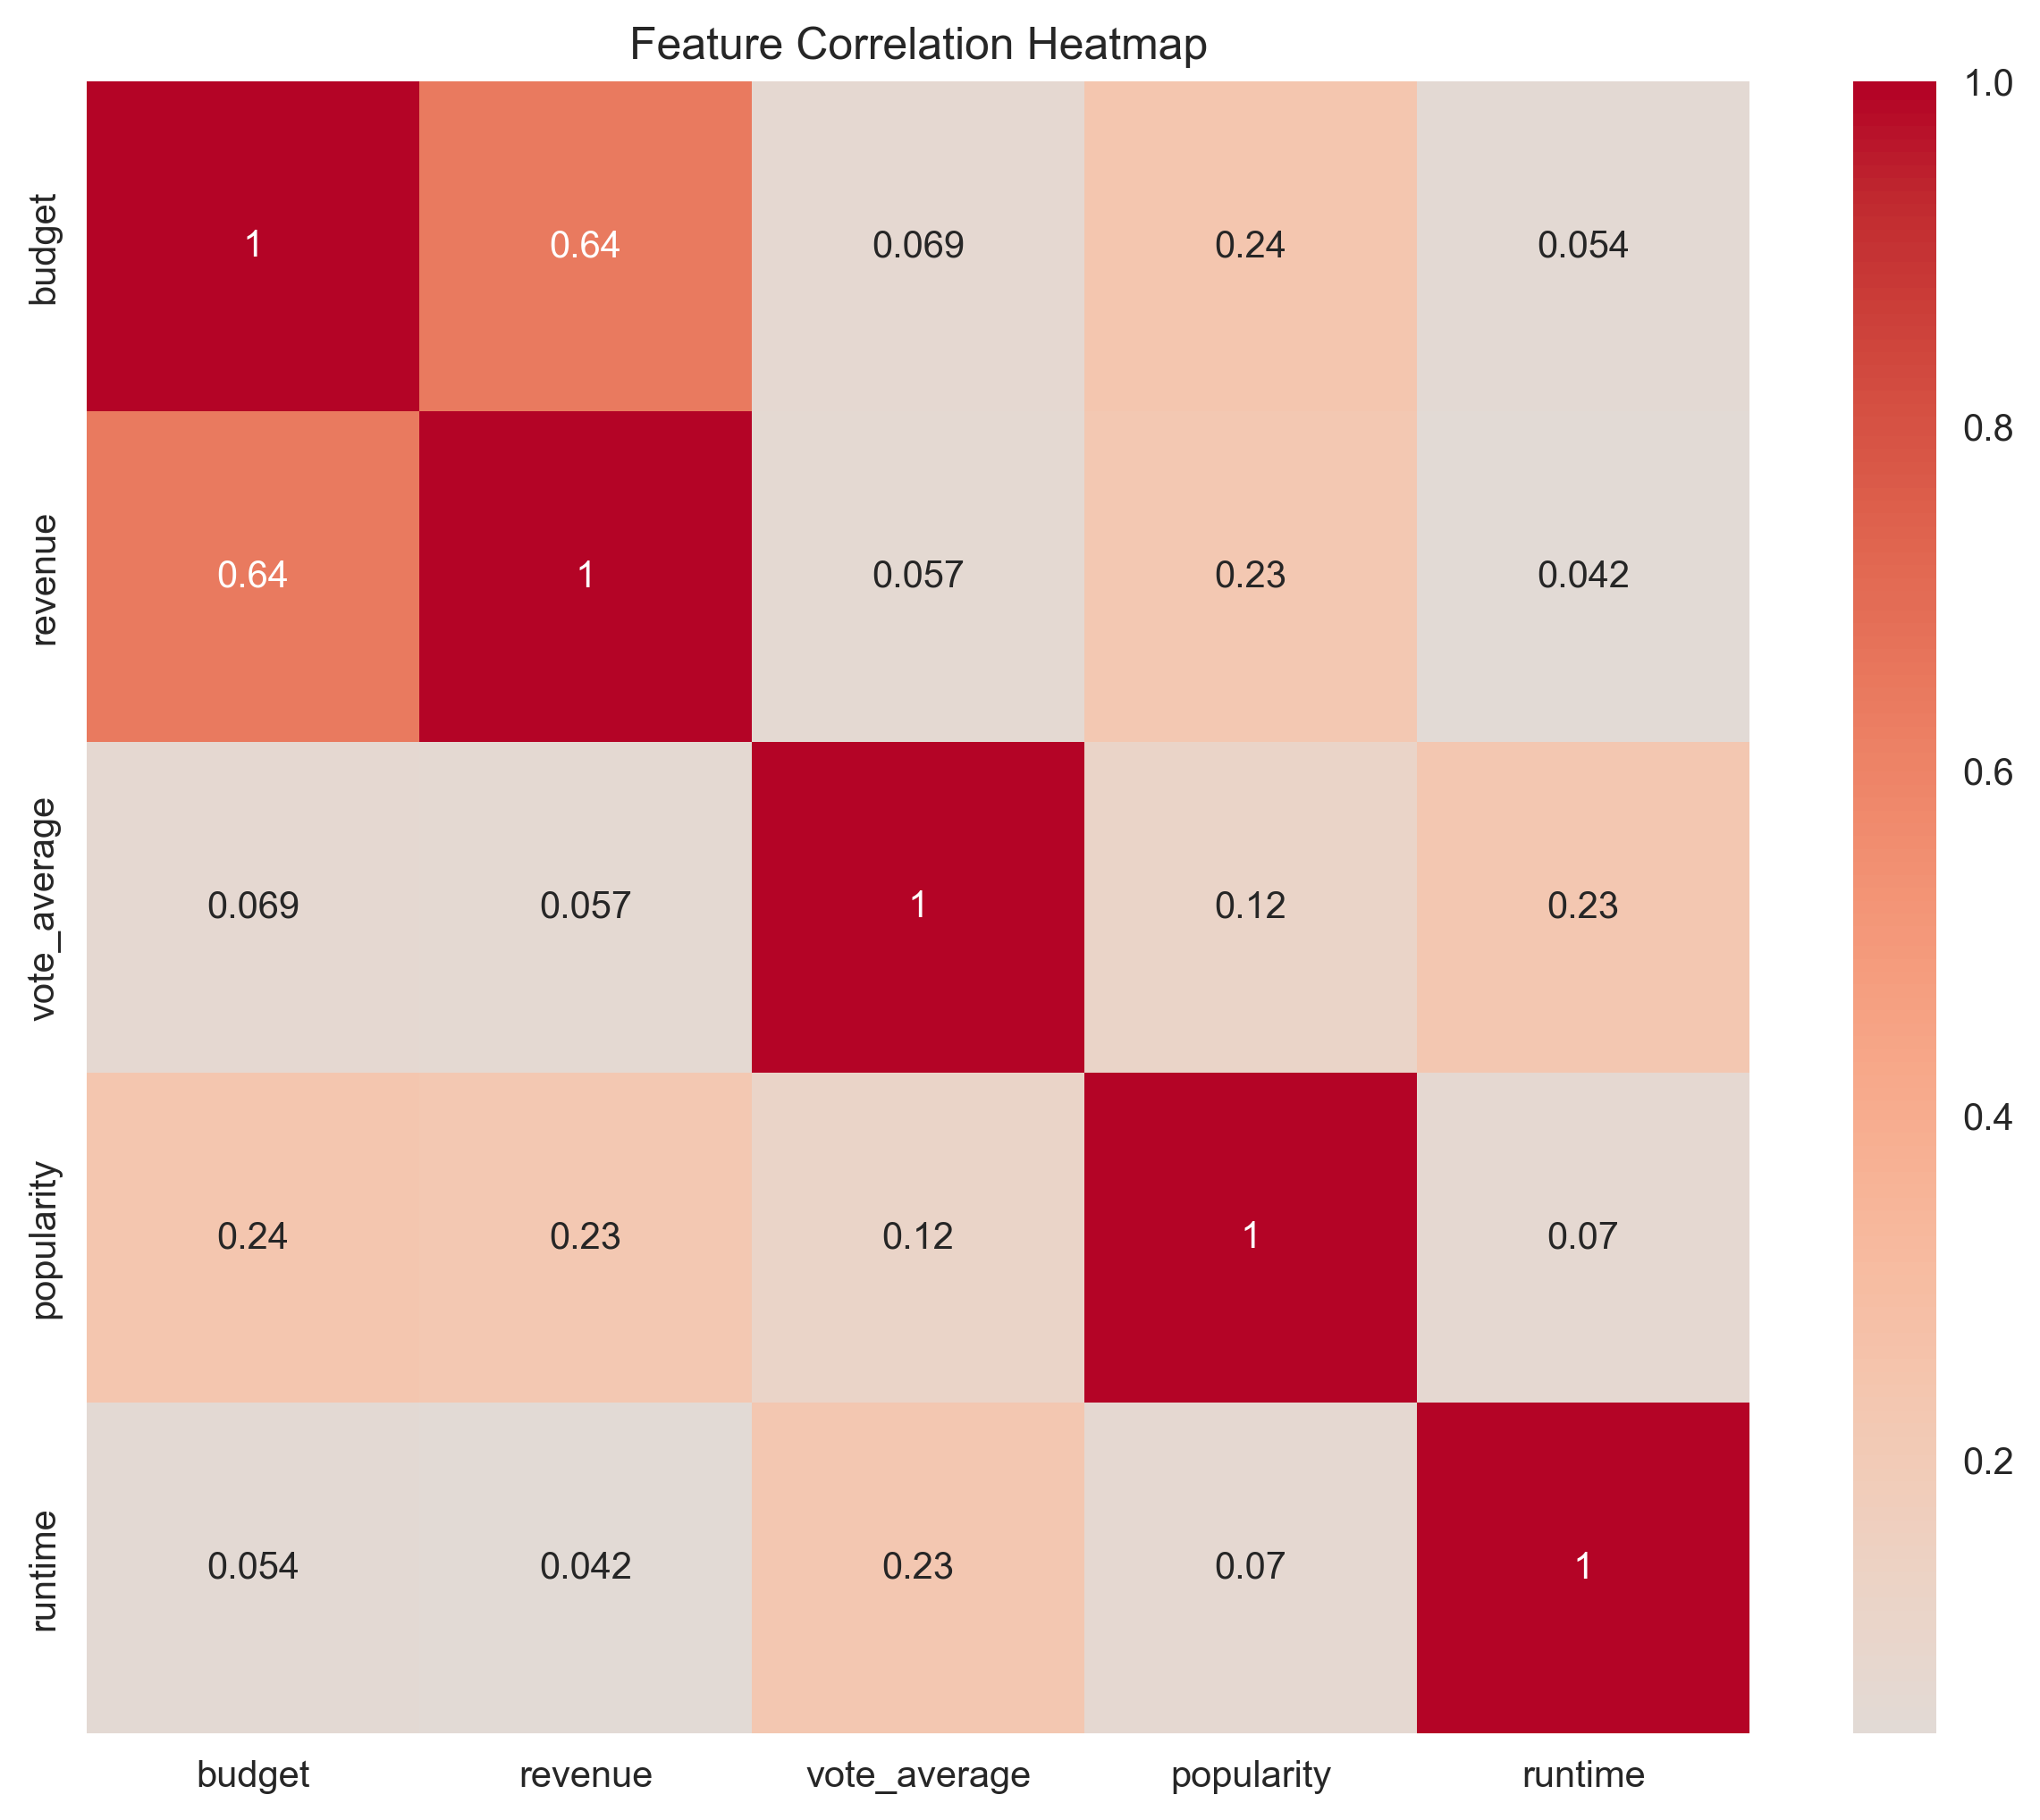 Feature Correlation Heatmap
budget 1 0.64 0.069 0.24 0.054
revenue 0.64 1 0.057 0.23 0.042
vote_average 0.069 0.057 1 0.12 0.23
popularity 0.24 0.23 0.12 1 0.07
runtime 0.054 0.042 0.23 0.07 1
budget revenue vote_average popularity runtime
1.0
0.8
0.6
0.4
0.2